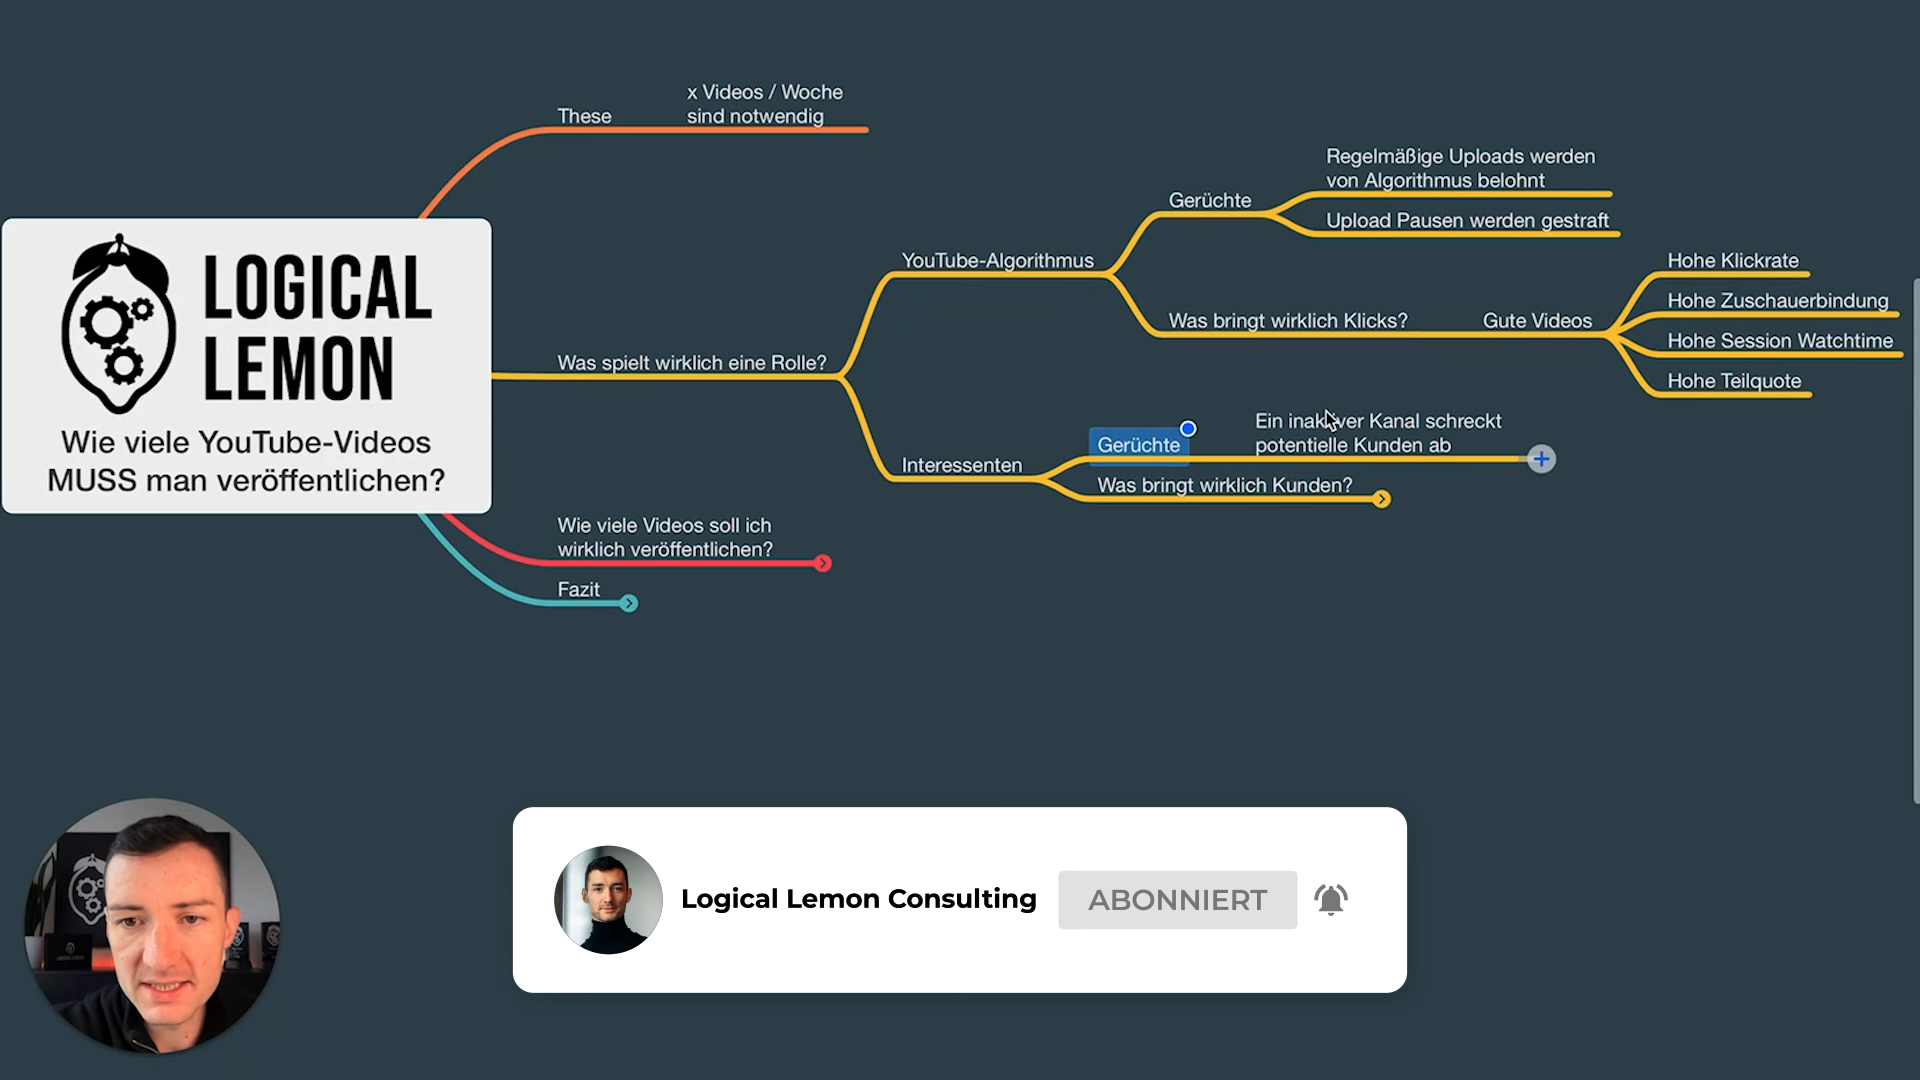 LOGICAL
LEMON
Wie viele YouTube-Videos
MUSS man veröffentlichen?
These
x Videos / Woche
sind notwendig
Was spielt wirklich eine Rolle?
YouTube-Algorithmus
Gerüchte
Regelmäßige Uploads werden
von Algorithmus belohnt
Upload Pausen werden gestraft
Was bringt wirklich Klicks?
Gute Videos
Hohe Klickrate
Hohe Zuschauerbindung
Hohe Session Watchtime
Hohe Teilquote
Interessenten
Gerüchte
Ein inaktiver Kanal schreckt
potentielle Kunden ab
Was bringt wirklich Kunden?
Wie viele Videos soll ich
wirklich veröffentlichen?
Fazit
Logical Lemon Consulting
ABONNIERT